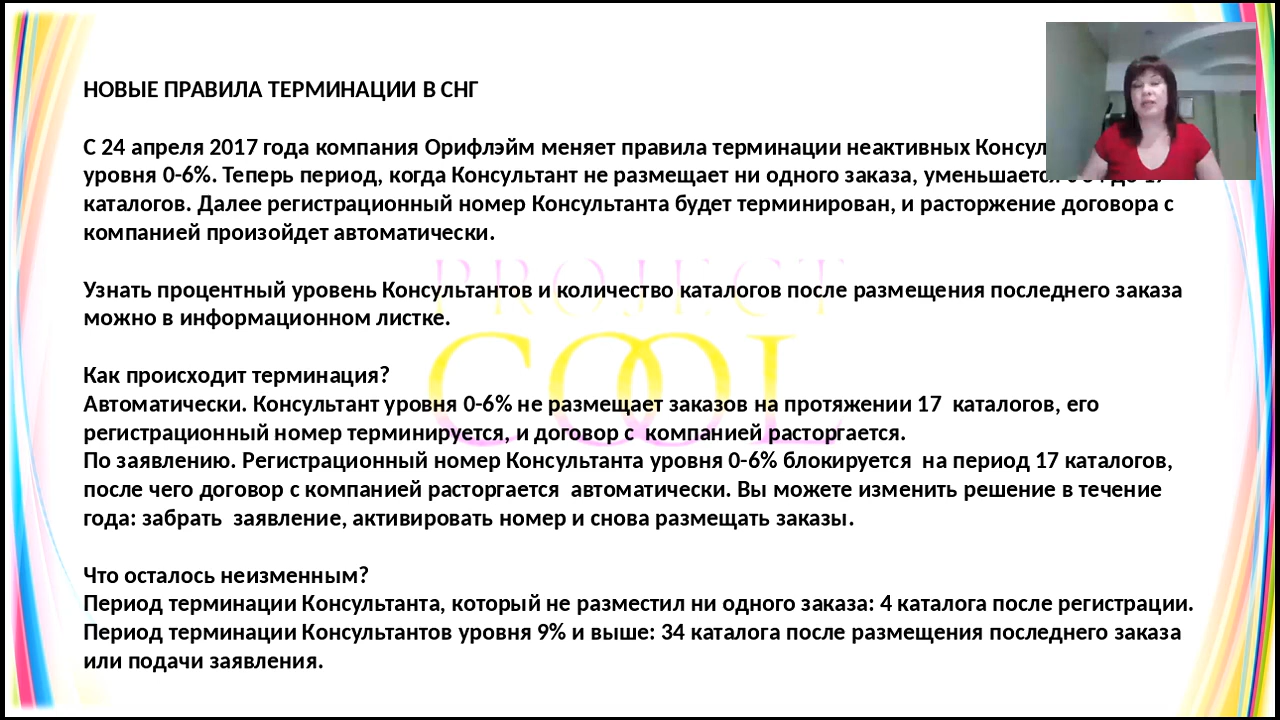 НОВЫЕ ПРАВИЛА ТЕРМИНАЦИИ В СНГ
С 24 апреля 2017 года компания Орифлэйм меняет правила терминации неактивных
уровня 0-6%. Теперь период, когда Консультант не размещает ни одного заказа, уменьшается
каталогов. Далее регистрационный номер Консультанта будет терминирован, и расторжение договора с
компанией произойдет автоматически.
PROJECT
Узнать процентный уровень Консультантов и количество каталогов после размещения последнего заказа
можно в информационном листке.
COOL
Как происходит терминация?
Автоматически. Консультант уровня 0-6% не размещает заказов на протяжении 17 каталогов, его
регистрационный номер терминируется, и договор с компанией расторгается.
По заявлению. Регистрационный номер Консультанта уровня 0-6% блокируется на период 17 каталогов,
после чего договор с компанией расторгается автоматически. Вы можете изменить решение в течение
года: забрать заявление, активировать номер и снова размещать заказы.
Что осталось неизменным?
Период терминации Консультанта, который не разместил ни одного заказа: 4 каталога после регистрации.
Период терминации Консультантов уровня 9% и выше: 34 каталога после размещения последнего заказа
или подачи заявления.